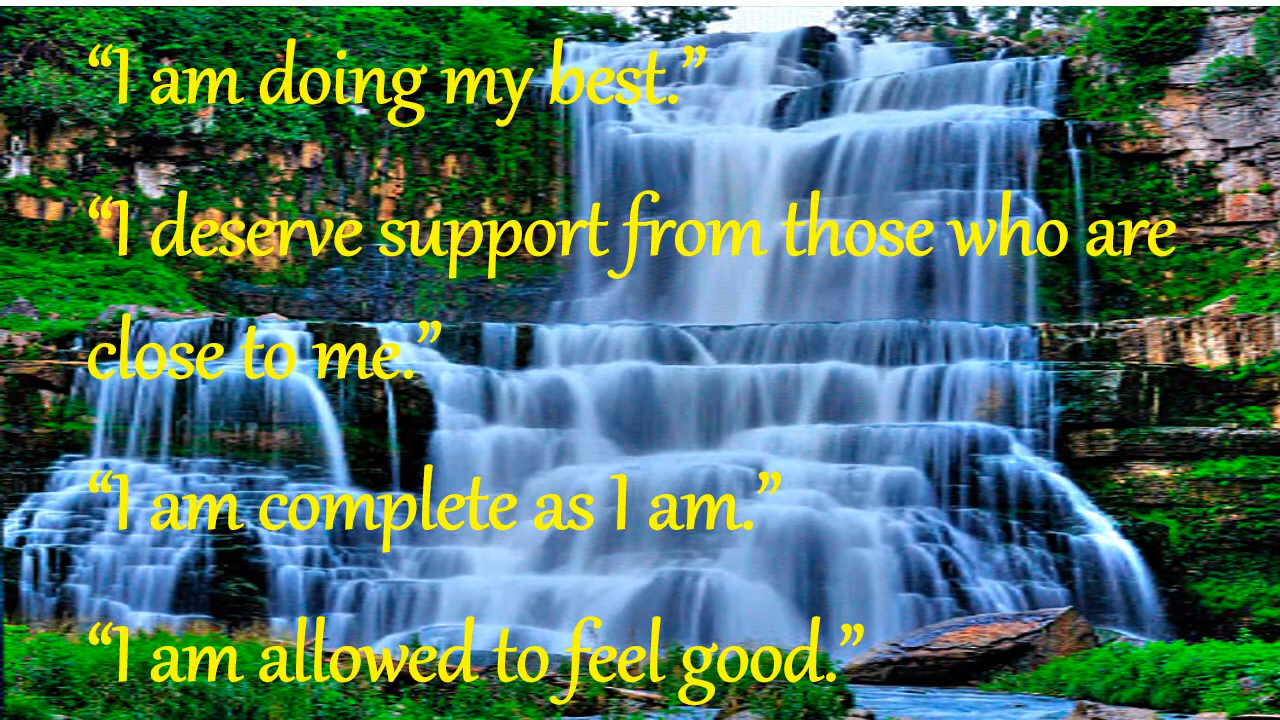 “I am doing my best.”
“I deserve support from those who are
close to me.”
“I am complete as I am.”
“I am allowed to feel good.”